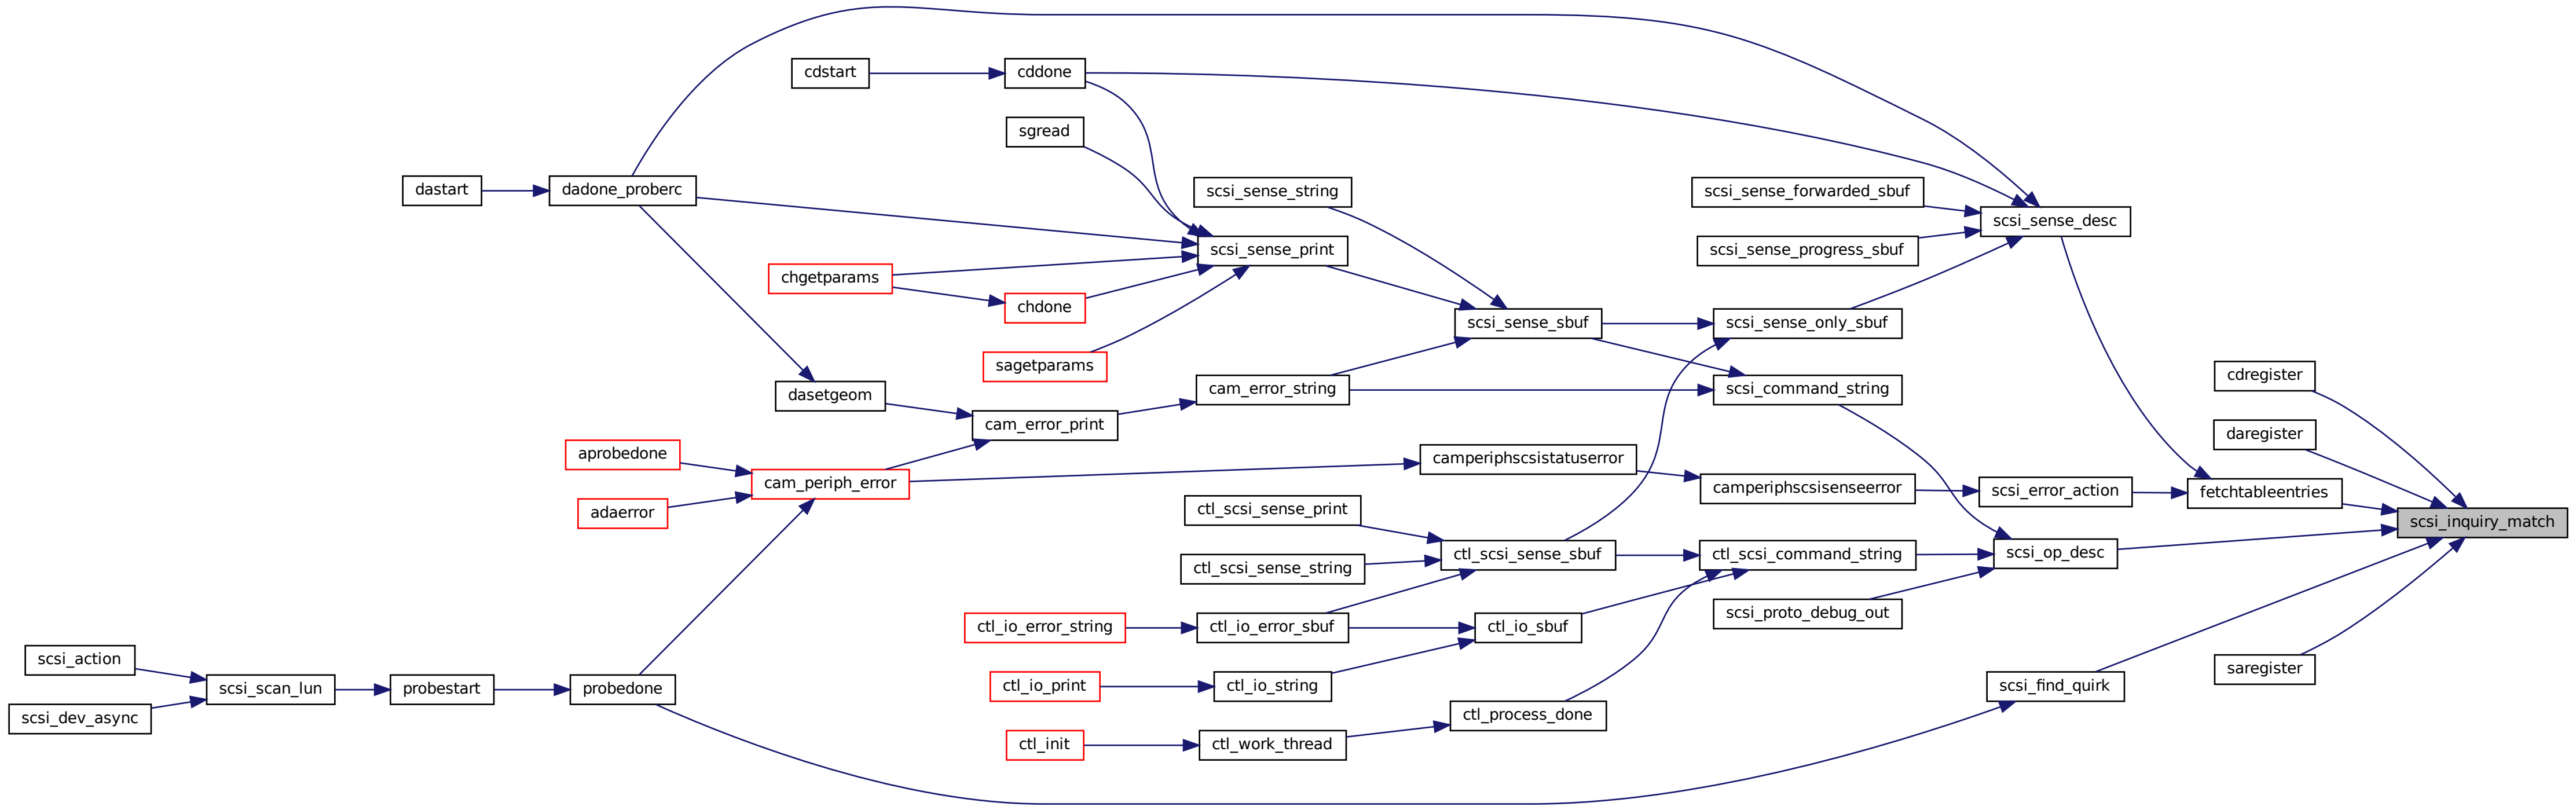 cdstart
cddone
sgread
dastart
dadone_proberc
scsi_sense_string
scsi_sense_forwarded_sbuf
scsi_sense_desc
scsi_sense_print
scsi_sense_progress_sbuf
chgetparams
chdone
scsi_sense_sbuf
scsi_sense_only_sbuf
sagetparams
cdregister
dasetgeom
cam_error_string
scsi_command_string
cam_error_print
daregister
aprobedone
camperiphscsistatuserror
cam_periph_error
camperiphscsisenseerror
scsi_error_action
fetchtableentries
adaerror
ctl_scsi_sense_print
scsi_inquiry_match
ctl_scsi_sense_sbuf
ctl_scsi_command_string
scsi_op_desc
ctl_scsi_sense_string
scsi_proto_debug_out
ctl_io_error_string
ctl_io_error_sbuf
ctl_io_sbuf
scsi_action
saregister
scsi_scan_lun
probestart
probedone
ctl_io_print
ctl_io_string
scsi_find_quirk
scsi_dev_async
ctl_process_done
ctl_init
ctl_work_thread